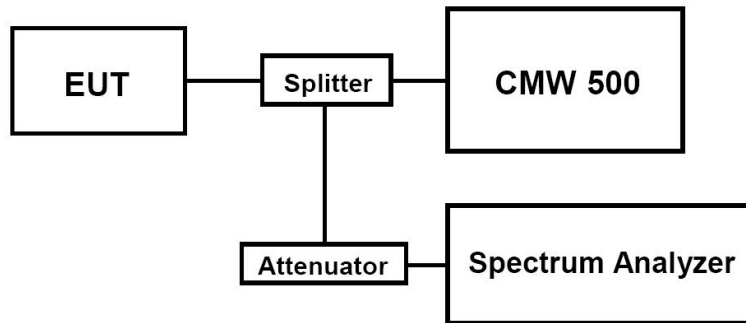 EUT
Splitter
CMW 500
Attenuator
Spectrum Analyzer